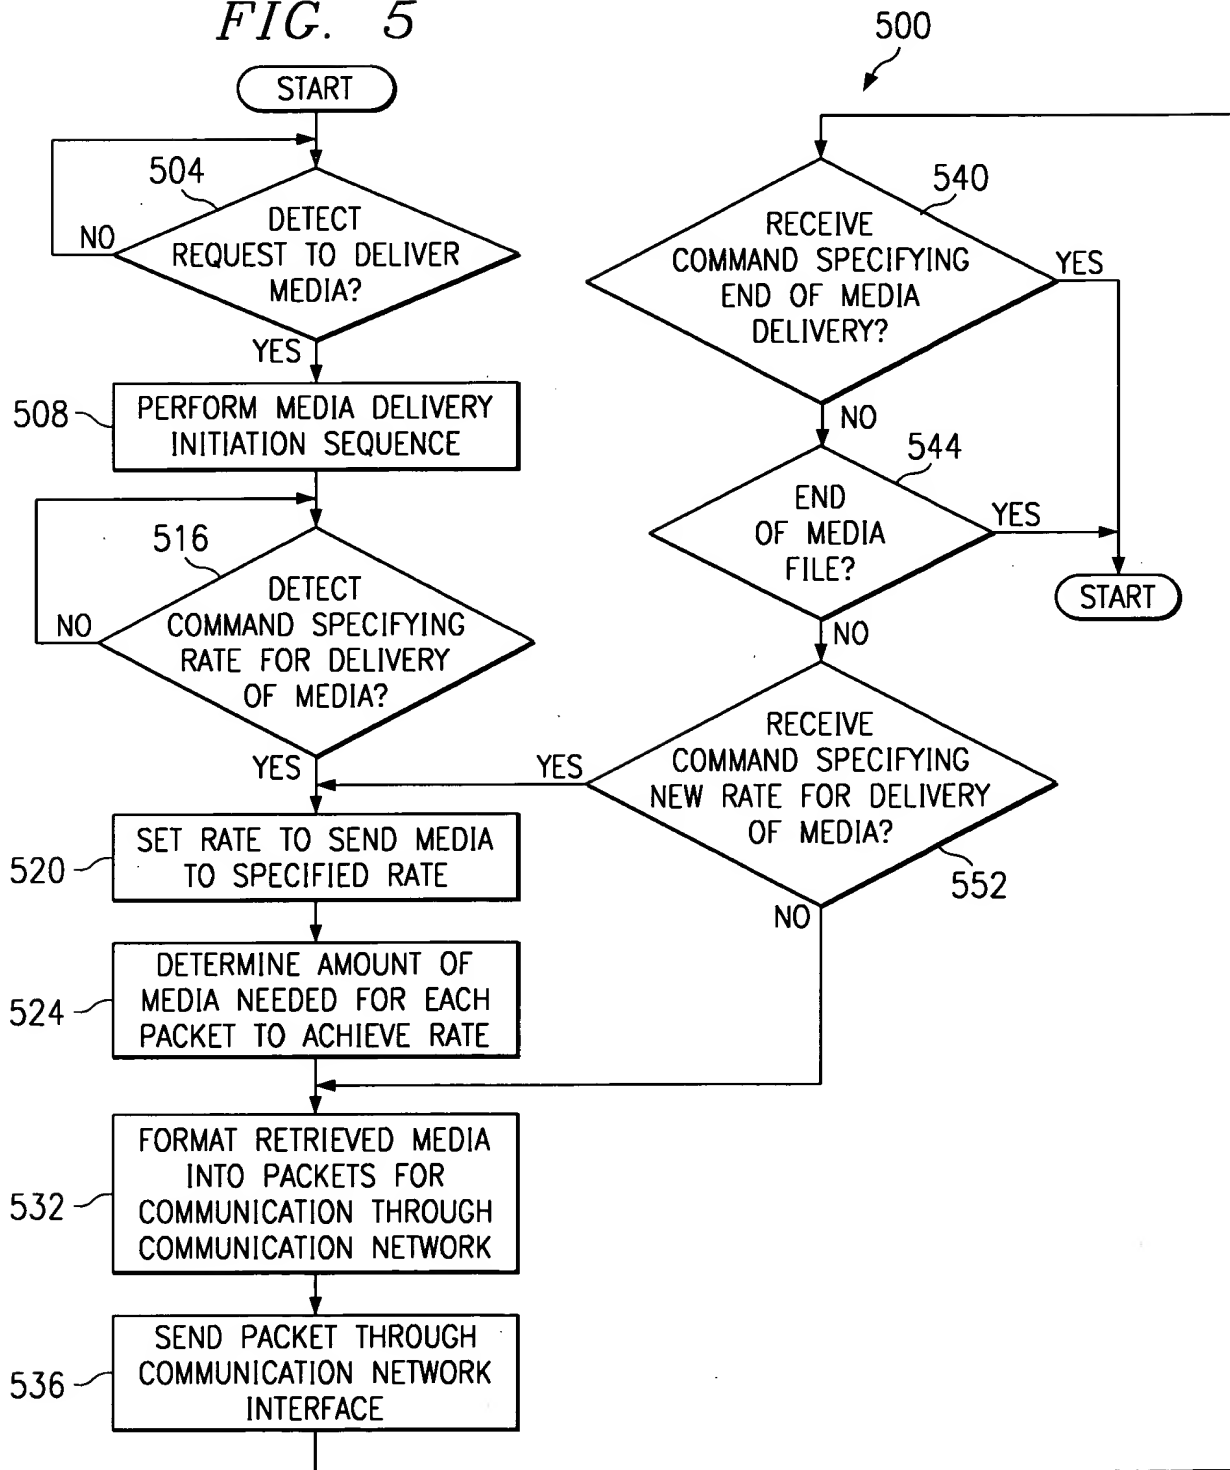 FIG. 5
500
START
504
DETECT
REQUEST TO DELIVER
MEDIA?
NO
YES
508
PERFORM MEDIA DELIVERY
INITIATION SEQUENCE
516
DETECT
COMMAND SPECIFYING
RATE FOR DELIVERY
OF MEDIA?
NO
YES
520
SET RATE TO SEND MEDIA
TO SPECIFIED RATE
524
DETERMINE AMOUNT OF
MEDIA NEEDED FOR EACH
PACKET TO ACHIEVE RATE
532
FORMAT RETRIEVED MEDIA
INTO PACKETS FOR
COMMUNICATION THROUGH
COMMUNICATION NETWORK
536
SEND PACKET THROUGH
COMMUNICATION NETWORK
INTERFACE
540
RECEIVE
COMMAND SPECIFYING
END OF MEDIA
DELIVERY?
YES
NO
544
END
OF MEDIA
FILE?
YES
START
NO
RECEIVE
COMMAND SPECIFYING
NEW RATE FOR DELIVERY
OF MEDIA?
YES
552
NO